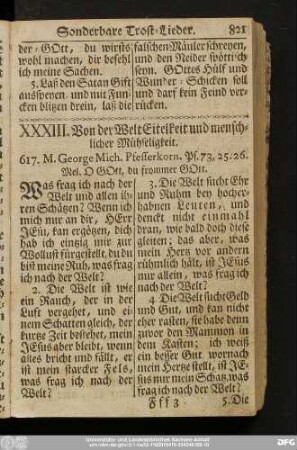 Sonderbare Trost-Lieder. 821
der-GOtt, du wirsts
wohl machen, dir befehl
ich meine Sachen.
5. Laß den Satan Gift
ausspeyen, und mit Fun-
cken blitzen drein, laß die
falschen Mäuler schreyen,
und den Neider spöttisch
seyn. GOttes Hülf und
Wunder-Schicken soll
und darf kein Feind ver-
rücken.
XXXIII. Von der Welt Eitelkeit und mensch-
licher Mühseligkeit.
617. M. George Mich. Pfefferkorn. Ps. 73, 25. 26.
Mel. O GOtt, du frommer GOtt.
Was frag ich nach der
Welt und allen ih-
ren Schätzen? Wenn ich
mich nur an dir, HErr
JEsu, kan ergötzen, dich
hab ich eintzig mir zur
Wollust fürgestellt, du du
bist meine Ruh, was frag
ich nach der Welt?
2. Die Welt ist wie
ein Rauch, der in der
Luft vergehet, und ei-
nem Schatten gleich, der
kurtze Zeit bestehet, mein
JEsus aber bleibt, wenn
alles bricht und fällt, er
ist mein starcker Fels,
was frag ich nach der
Welt?
3. Die Welt sucht Ehr
und Ruhm bey hocher-
habnen Leuten, und
denckt nicht einmahl
dran, wie bald doch diese
gleiten; das aber, was
mein Hertz vor andern
rühmlich hält, ist JEsus
nur allein, was frag ich
nach der Welt?
4 Die Welt sucht Geld
und Gut, und kan nicht
eher rasten, sie habe denn
zuvor den Mammon in
dem Kasten; ich weiß
ein besser Gut, wornach
mein Hertze stellt, ist JE-
sus nur mein Schatz, was
frag ich nach der Welt?
Fff 3 5. Die